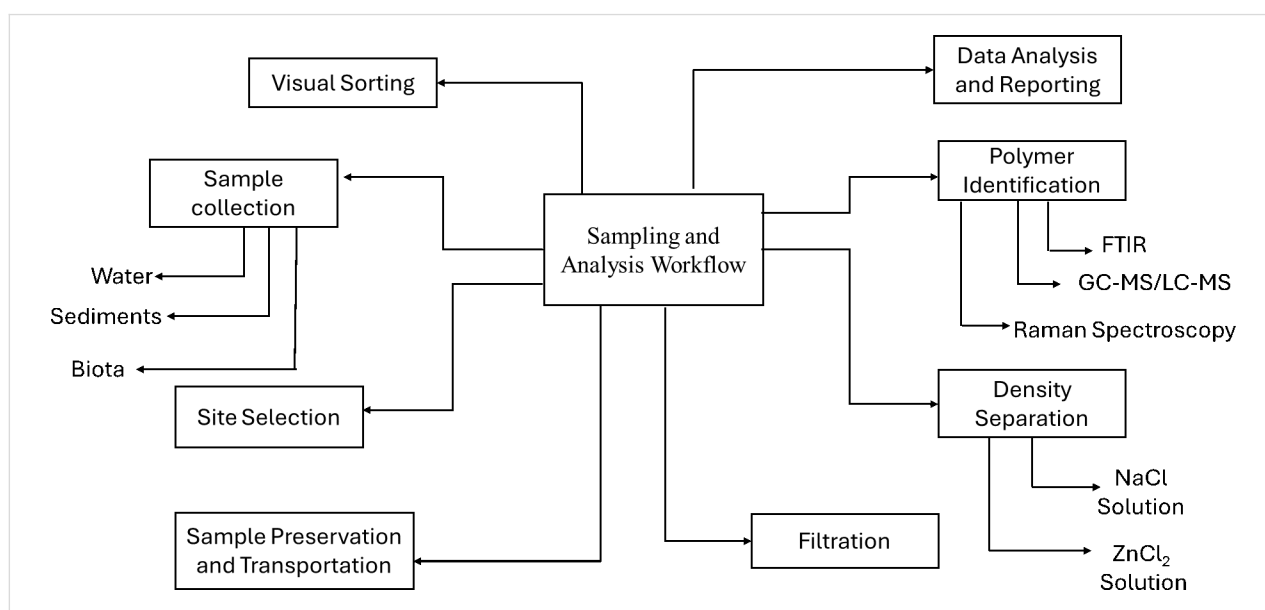 Visual Sorting
Data Analysis
and Reporting
Sample
collection
Polymer
Identification
Sampling and
Analysis Workflow
Water
Sediments
Biota
FTIR
GC-MS/LC-MS
Raman Spectroscopy
Site Selection
Density
Separation
NaCl
Solution
ZnCl₂
Solution
Sample Preservation
and Transportation
Filtration